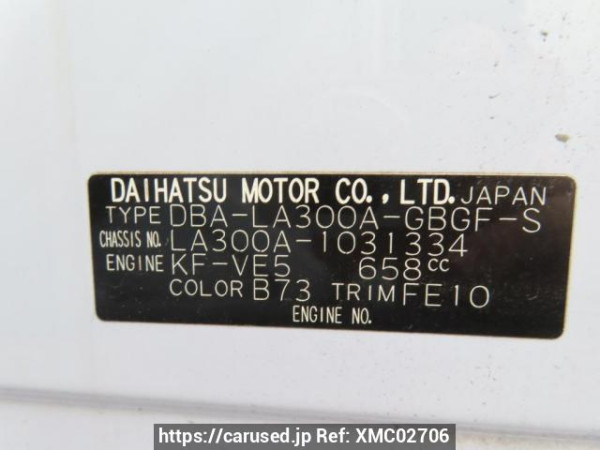 DAIHATSU MOTOR CO., LTD. JAPAN
TYPE DBA-LA300A-GBGF-S
CHASSIS NO. LA300A-1031334
ENGINE KF-VE5 658cc
COLOR B73 TRIM FE10
ENGINE NO.
https://carused.jp Ref: XMC02706